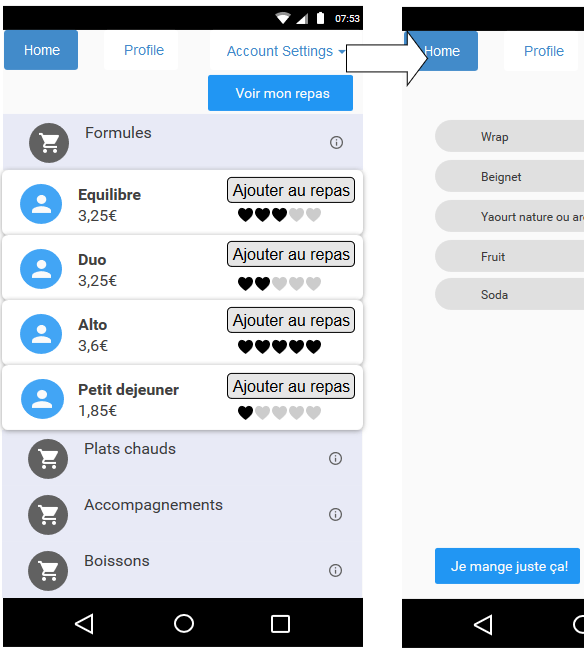 07:53
Home Profile Account Settings
Voir mon repas
Formules
Equilibre
3,25€
Ajouter au repas
Duo
3,25€
Ajouter au repas
Alto
3,6€
Ajouter au repas
Petit dejeuner
1,85€
Ajouter au repas
Plats chauds
Accompagnements
Boissons
Home Profile
Wrap
Beignet
Yaourt nature ou
Fruit
Soda
Je mange juste ça!